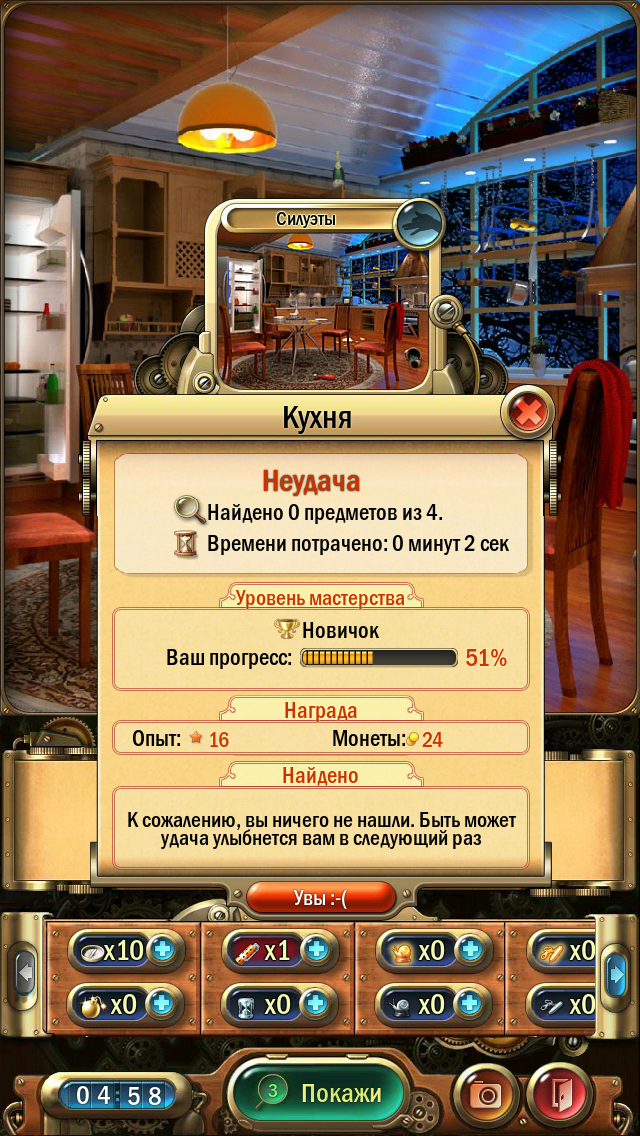 Силуэты
Кухня
Неудача
Найдено 0 предметов из 4.
Времени потрачено: 0 минут 2 сек
Уровень мастерства
Новичок
Ваш прогресс: 51%
Награда
Опыт: 16 Монеты: 24
Найдено
К сожалению, вы ничего не нашли. Быть может
удача улыбнется вам в следующий раз
Увы :-(
x10 x1 x0 x0
x0 x0 x0 x0
04:58 3 Покажи